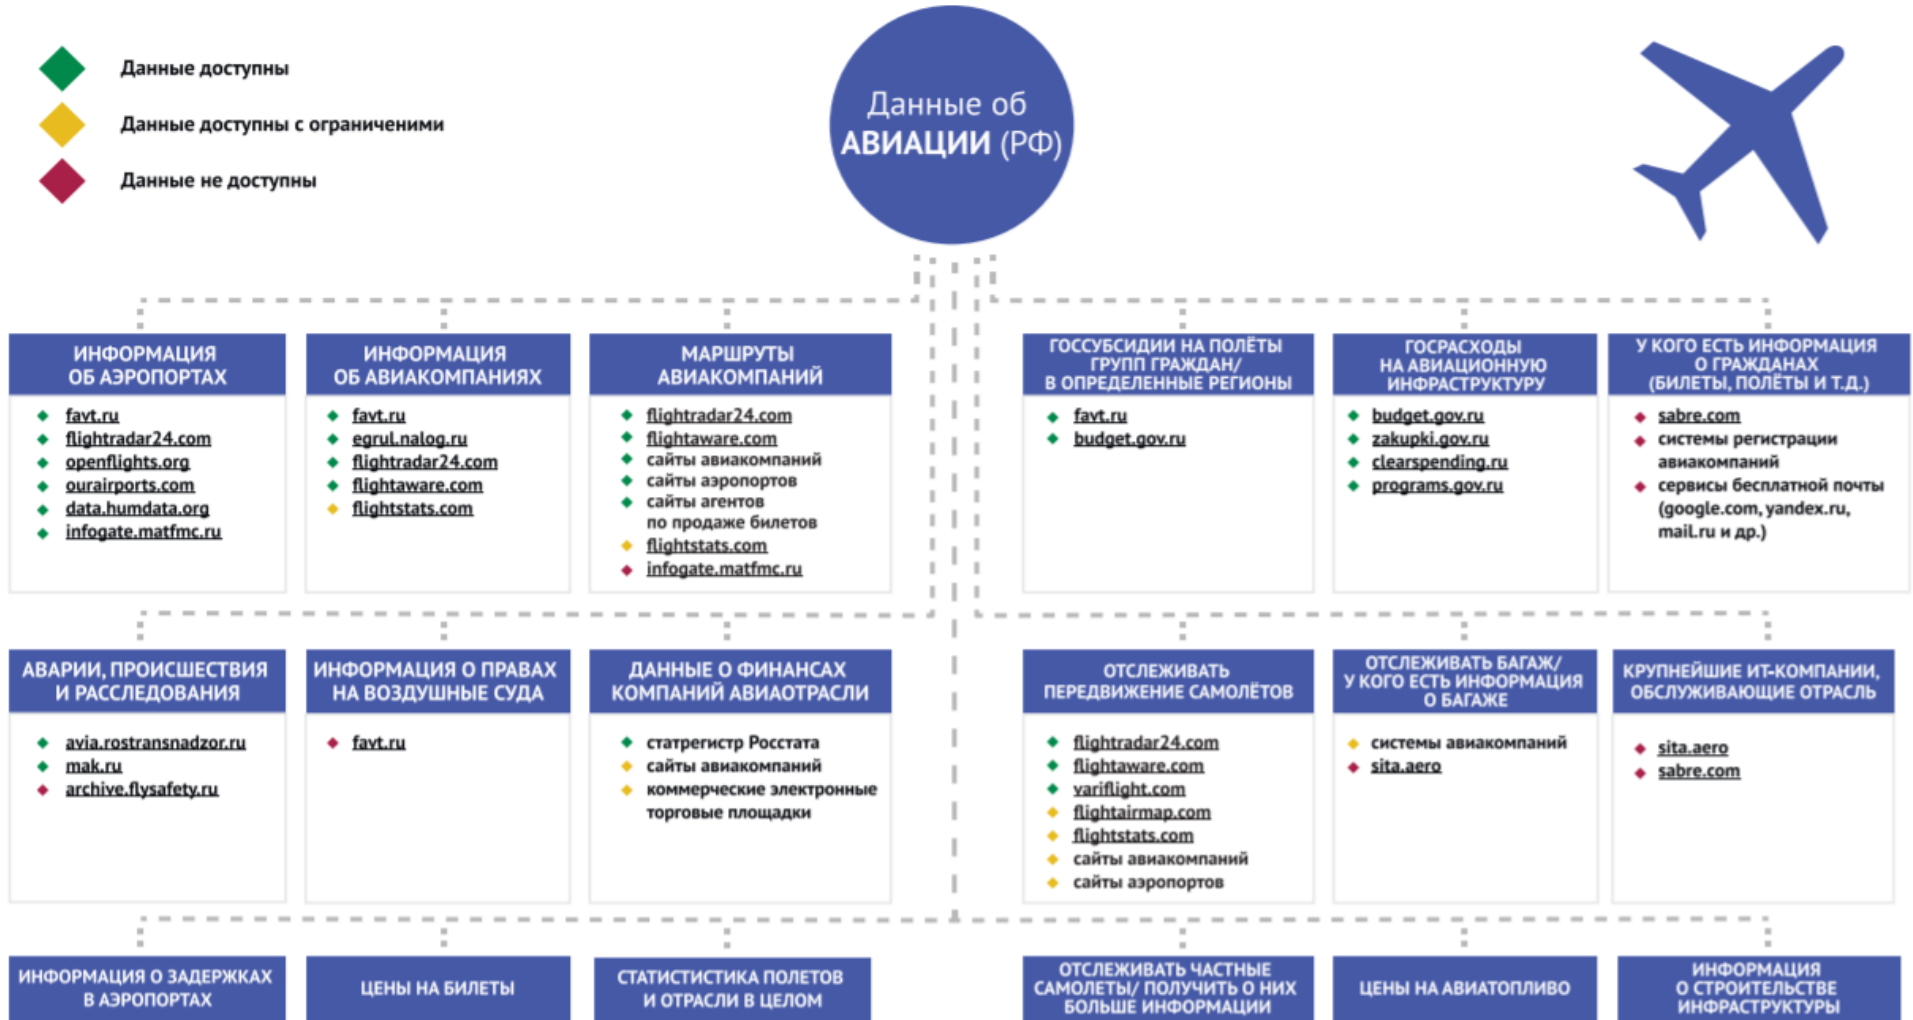 Данные доступны
Данные доступны с ограниченими
Данные не доступны
Данные об
АВИАЦИИ (РФ)
ИНФОРМАЦИЯ
ОБ АЭРОПОРТАХ
favt.ru
flightradar24.com
openflights.org
ourairports.com
data.humdata.org
infogate.matfmc.ru
ИНФОРМАЦИЯ
ОБ АВИАКОМПАНИЯХ
favt.ru
egrul.nalog.ru
flightradar24.com
flightaware.com
flightstats.com
МАРШРУТЫ
АВИАКОМПАНИЙ
flightradar24.com
flightaware.com
сайты авиакомпаний
сайты аэропортов
сайты агентов
по продаже билетов
flightstats.com
infogate.matfmc.ru
ГОССУБСИДИИ НА ПОЛЁТЫ
ГРУПП ГРАЖДАН/
В ОПРЕДЕЛЕННЫЕ РЕГИОНЫ
favt.ru
budget.gov.ru
ГОСРАСХОДЫ
НА АВИАЦИОННУЮ
ИНФРАСТРУКТУРУ
budget.gov.ru
zakupki.gov.ru
clearspending.ru
programs.gov.ru
У КОГО ЕСТЬ ИНФОРМАЦИЯ
О ГРАЖДАНАХ
(БИЛЕТЫ, ПОЛЁТЫ И Т.Д.)
sabre.com
системы регистрации
авиакомпаний
сервисы бесплатной почты
(google.com, yandex.ru,
mail.ru и др.)
АВАРИИ, ПРОИСШЕСТВИЯ
И РАССЛЕДОВАНИЯ
avia.rostransnadzor.ru
mak.ru
archive.flysafety.ru
ИНФОРМАЦИЯ О ПРАВАХ
НА ВОЗДУШНЫЕ СУДА
favt.ru
ДАННЫЕ О ФИНАНСАХ
КОМПАНИЙ АВИАОТРАСЛИ
статрегистр Росстата
сайты авиакомпаний
коммерческие электронные
торговые площадки
ОТСЛЕЖИВАТЬ
ПЕРЕДВИЖЕНИЕ САМОЛЁТОВ
flightradar24.com
flightaware.com
variflight.com
flightairmap.com
flightstats.com
сайты авиакомпаний
сайты аэропортов
ОТСЛЕЖИВАТЬ БАГАЖ/
У КОГО ЕСТЬ ИНФОРМАЦИЯ
О БАГАЖЕ
системы авиакомпаний
sita.aero
КРУПНЕЙШИЕ ИТ-КОМПАНИИ,
ОБСЛУЖИВАЮЩИЕ ОТРАСЛЬ
sita.aero
sabre.com
ИНФОРМАЦИЯ О ЗАДЕРЖКАХ
В АЭРОПОРТАХ
ЦЕНЫ НА БИЛЕТЫ
СТАТИСТИСТИКА ПОЛЕТОВ
И ОТРАСЛИ В ЦЕЛОМ
ОТСЛЕЖИВАТЬ ЧАСТНЫЕ
САМОЛЕТЫ/ ПОЛУЧИТЬ О НИХ
БОЛЬШЕ ИНФОРМАЦИИ
ЦЕНЫ НА АВИАТОПЛИВО
ИНФОРМАЦИЯ
О СТРОИТЕЛЬСТВЕ
ИНФРАСТРУКТУРЫ